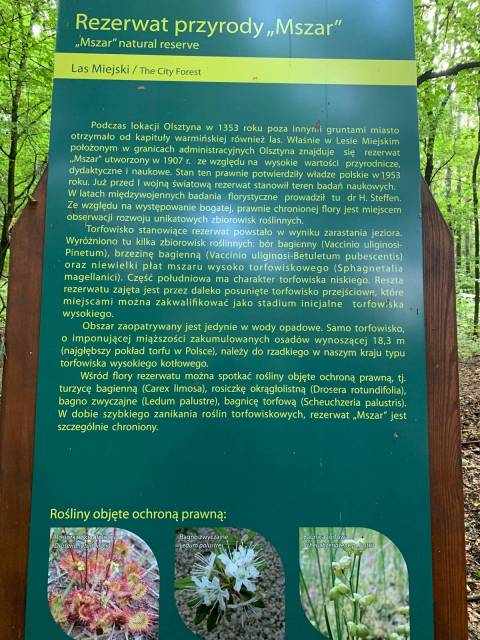 Rezerwat przyrody „Mszar”
„Mszar” natural reserve
Las Miejski / The City Forest
Podczas lokacji Olsztyna w 1353 roku poza innymi gruntami miasto
otrzymało od kapituły warmińskiej również las. Właśnie w Lesie Miejskim
położonym w granicach administracyjnych Olsztyna znajduje się rezerwat
„Mszar” utworzony w 1907 r. ze względu na wysokie wartości przyrodnicze,
dydaktyczne i naukowe. Stan ten prawnie potwierdziły władze polskie w 1953
roku. Już przed I wojną światową rezerwat stanowił teren badań naukowych.
W latach międzywojennych badania florystyczne prowadził tu dr H. Steffen.
Ze względu na występowanie bogatej, prawnie chronionej flory jest miejscem
obserwacji rozwoju unikatowych zbiorowisk roślinnych.
Torfowisko stanowiące rezerwat powstało w wyniku zarastania jeziora.
Wyróżniono tu kilka zbiorowisk roślinnych: bór bagienny (Vaccinio uliginosi-
Pinetum), brzezinę bagienną (Vaccinio uliginosi-Betuletum pubescentis)
oraz niewielki płat mszaru wysoko torfowiskowego (Sphagnetalia
magellanici). Część południowa ma charakter torfowiska niskiego. Reszta
rezerwatu zajęta jest przez daleko posunięte torfowisko przejściowe, które
miejscami można zakwalifikować jako stadium inicjalne torfowiska
wysokiego.
Obszar zaopatrywany jest jedynie w wody opadowe. Samo torfowisko,
o imponującej miąższości zakumulowanych osadów wynoszącej 18,3 m
(najgłębszy pokład torfu w Polsce), należy do rzadkiego w naszym kraju typu
torfowiska wysokiego kotłowego.
Wśród flory rezerwatu można spotkać rośliny objęte ochroną prawną, tj.
turzycę bagienną (Carex limosa), rosiczkę okrągłolistną (Drosera rotundifolia),
bagno zwyczajne (Ledum palustre), bagnicę torfową (Scheuchzeria palustris).
W dobie szybkiego zanikania roślin torfowiskowych, rezerwat „Mszar” jest
szczególnie chroniony.
Rośliny objęte ochroną prawną:
Bagno zwyczajne
Ledum palustre